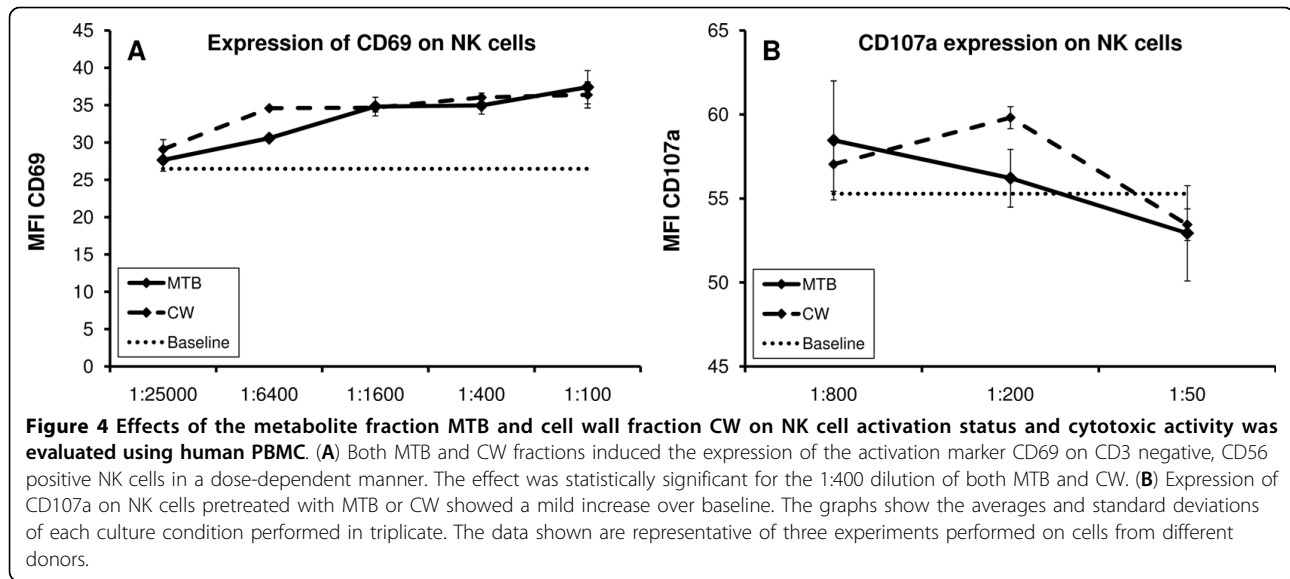 A
Expression of CD69 on NK cells
MFI CD69
45
40
35
30
25
20
15
10
5
0
MTB
CW
Baseline
1:25000 1:6400 1:1600 1:400 1:100
B
CD107a expression on NK cells
MFI CD107a
65
60
55
50
45
MTB
CW
Baseline
1:800 1:200 1:50
Figure 4 Effects of the metabolite fraction MTB and cell wall fraction CW on NK cell activation status and cytotoxic activity was
evaluated using human PBMC. (A) Both MTB and CW fractions induced the expression of the activation marker CD69 on CD3 negative, CD56
positive NK cells in a dose-dependent manner. The effect was statistically significant for the 1:400 dilution of both MTB and CW. (B) Expression of
CD107a on NK cells pretreated with MTB or CW showed a mild increase over baseline. The graphs show the averages and standard deviations
of each culture condition performed in triplicate. The data shown are representative of three experiments performed on cells from different
donors.